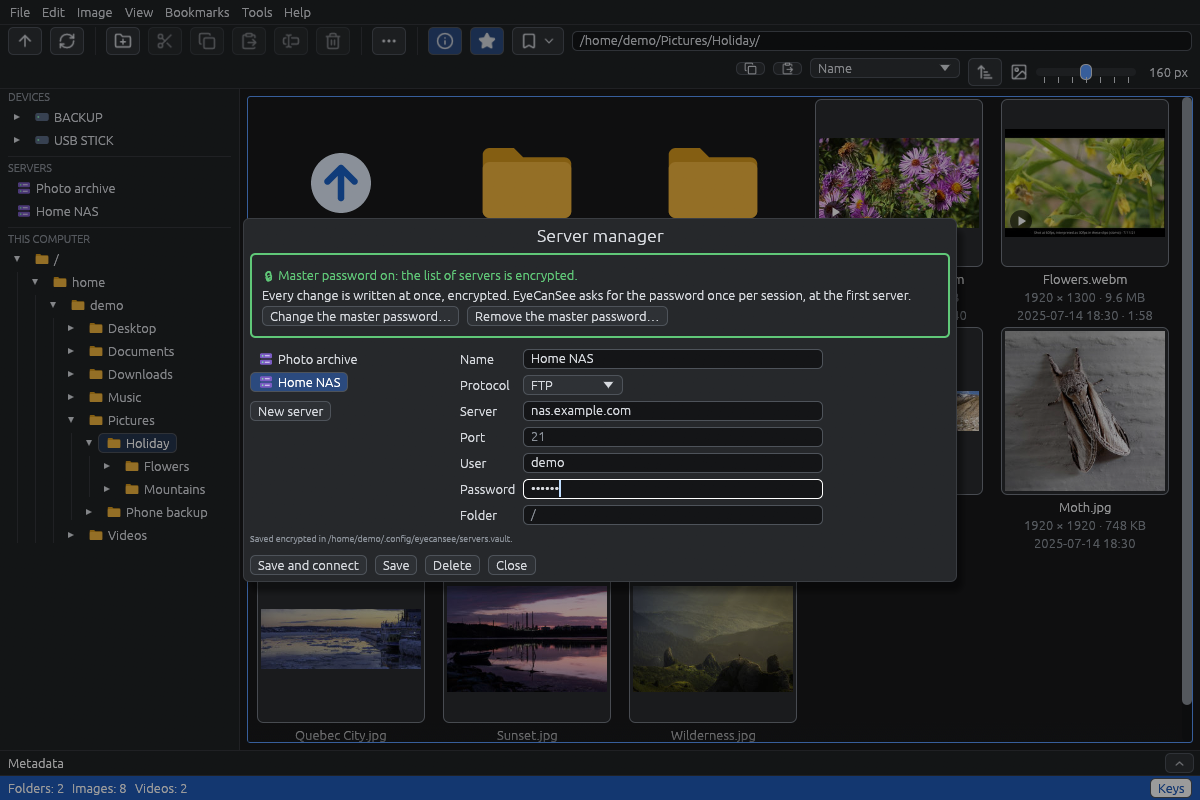 File Edit Image View Bookmarks Tools Help
/home/demo/Pictures/Holiday/
Name
160 px
DEVICES
BACKUP
USB STICK
SERVERS
Photo archive
Home NAS
THIS COMPUTER
/
home
demo
Desktop
Documents
Downloads
Music
Pictures
Holiday
Flowers
Mountains
Phone backup
Videos
Flowers.webm
1920 × 1300 · 9.6 MB
2025-07-14 18:30 · 1:58
Moth.jpg
1920 × 1920 · 748 KB
2025-07-14 18:30
Server manager
Master password on: the list of servers is encrypted.
Every change is written at once, encrypted. EyeCanSee asks for the password once per session, at the first server.
Change the master password... Remove the master password...
Photo archive
Home NAS
New server
Name Home NAS
Protocol FTP
Server nas.example.com
Port 21
User demo
Password ••••••
Folder /
Saved encrypted in /home/demo/.config/eyecansee/servers.vault.
Save and connect Save Delete Close
Quebec City.jpg
Sunset.jpg
Wilderness.jpg
Metadata
Folders: 2 Images: 8 Videos: 2
Keys